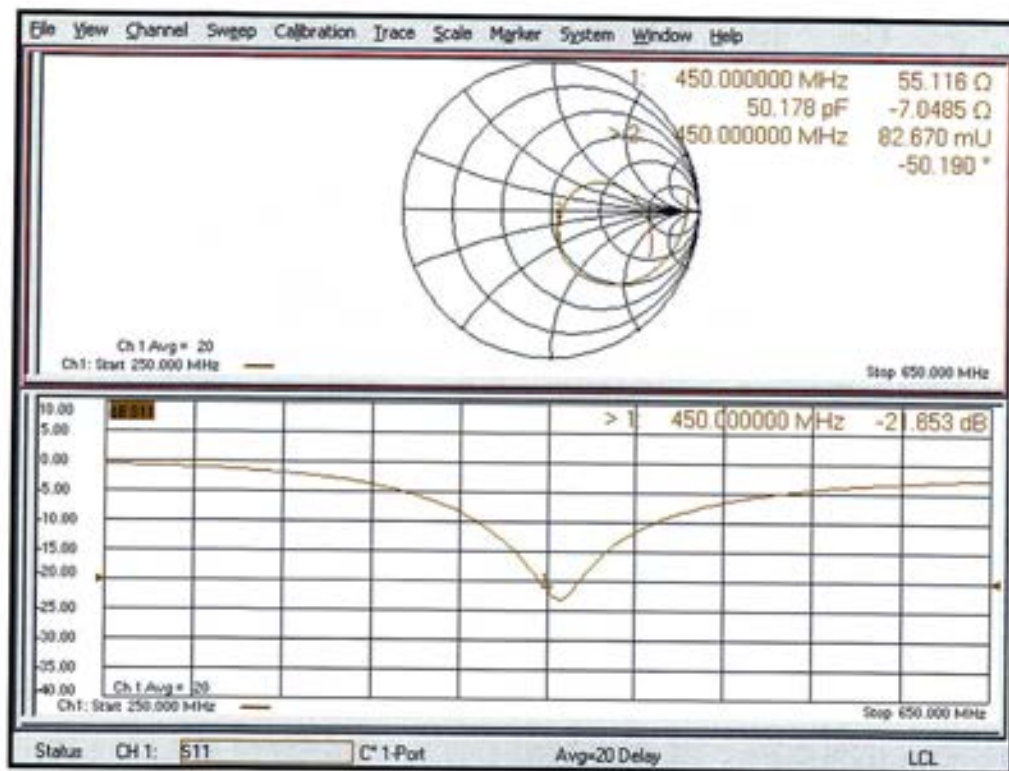 File View Channel Sweep Calibration Trace Scale Marker System Window Help
1: 450.000000 MHz 55.116 Ω
50.178 pF -7.0485 Ω
> 2: 450.000000 MHz 82.670 mU
-50.190 °
Ch 1 Avg = 20
Ch1: Start 250.000 MHz
Stop 650.000 MHz
10.00
5.00
0.00
-5.00
-10.00
-15.00
-20.00
-25.00
-30.00
-35.00
-40.00
S11
> 1: 450.000000 MHz -21.853 dB
Ch 1 Avg = 20
Ch1: Start 250.000 MHz
Stop 650.000 MHz
Status CH 1: S11 C* 1-Port Avg=20 Delay LCL